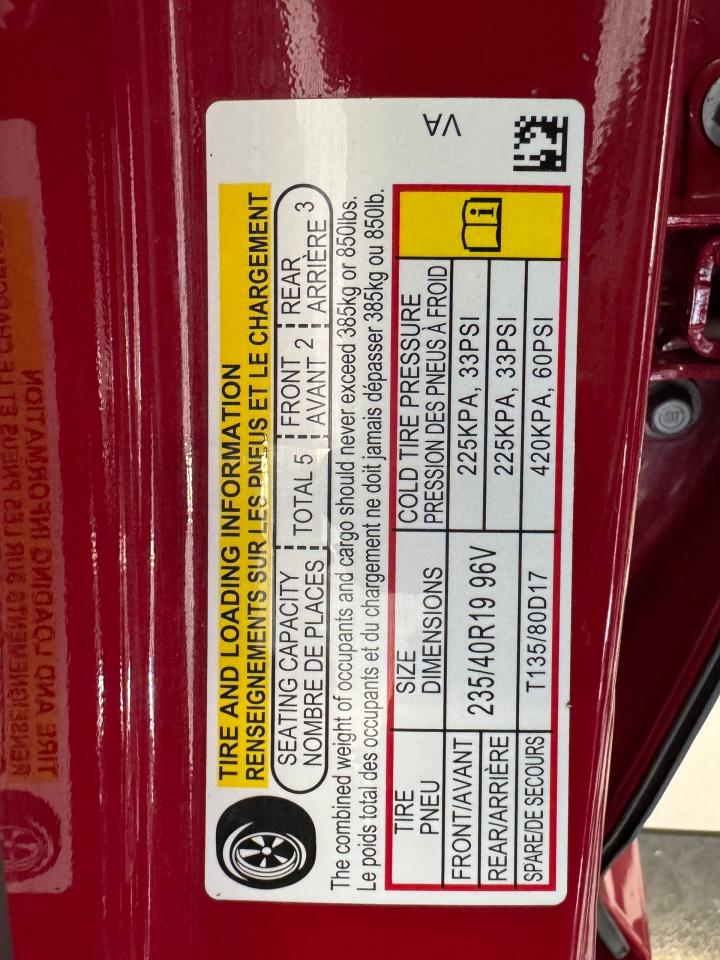 TIRE AND LOADING INFORMATION
RENSEIGNEMENTS SUR LES PNEUS ET LE CHARGEMENT
SEATING CAPACITY
NOMBRE DE PLACES
TOTAL 5
FRONT
AVANT 2
REAR
ARRIÈRE 3
The combined weight of occupants and cargo should never exceed 385kg or 850lbs.
Le poids total des occupants et du chargement ne doit jamais dépasser 385kg ou 850lb.
TIRE
PNEU
SIZE
DIMENSIONS
COLD TIRE PRESSURE
PRESSION DES PNEUS À FROID
FRONT/AVANT
235/40R19 96V
225KPA, 33PSI
REAR/ARRIÈRE
225KPA, 33PSI
SPARE/DE SECOURS
T135/80D17
420KPA, 60PSI
VA